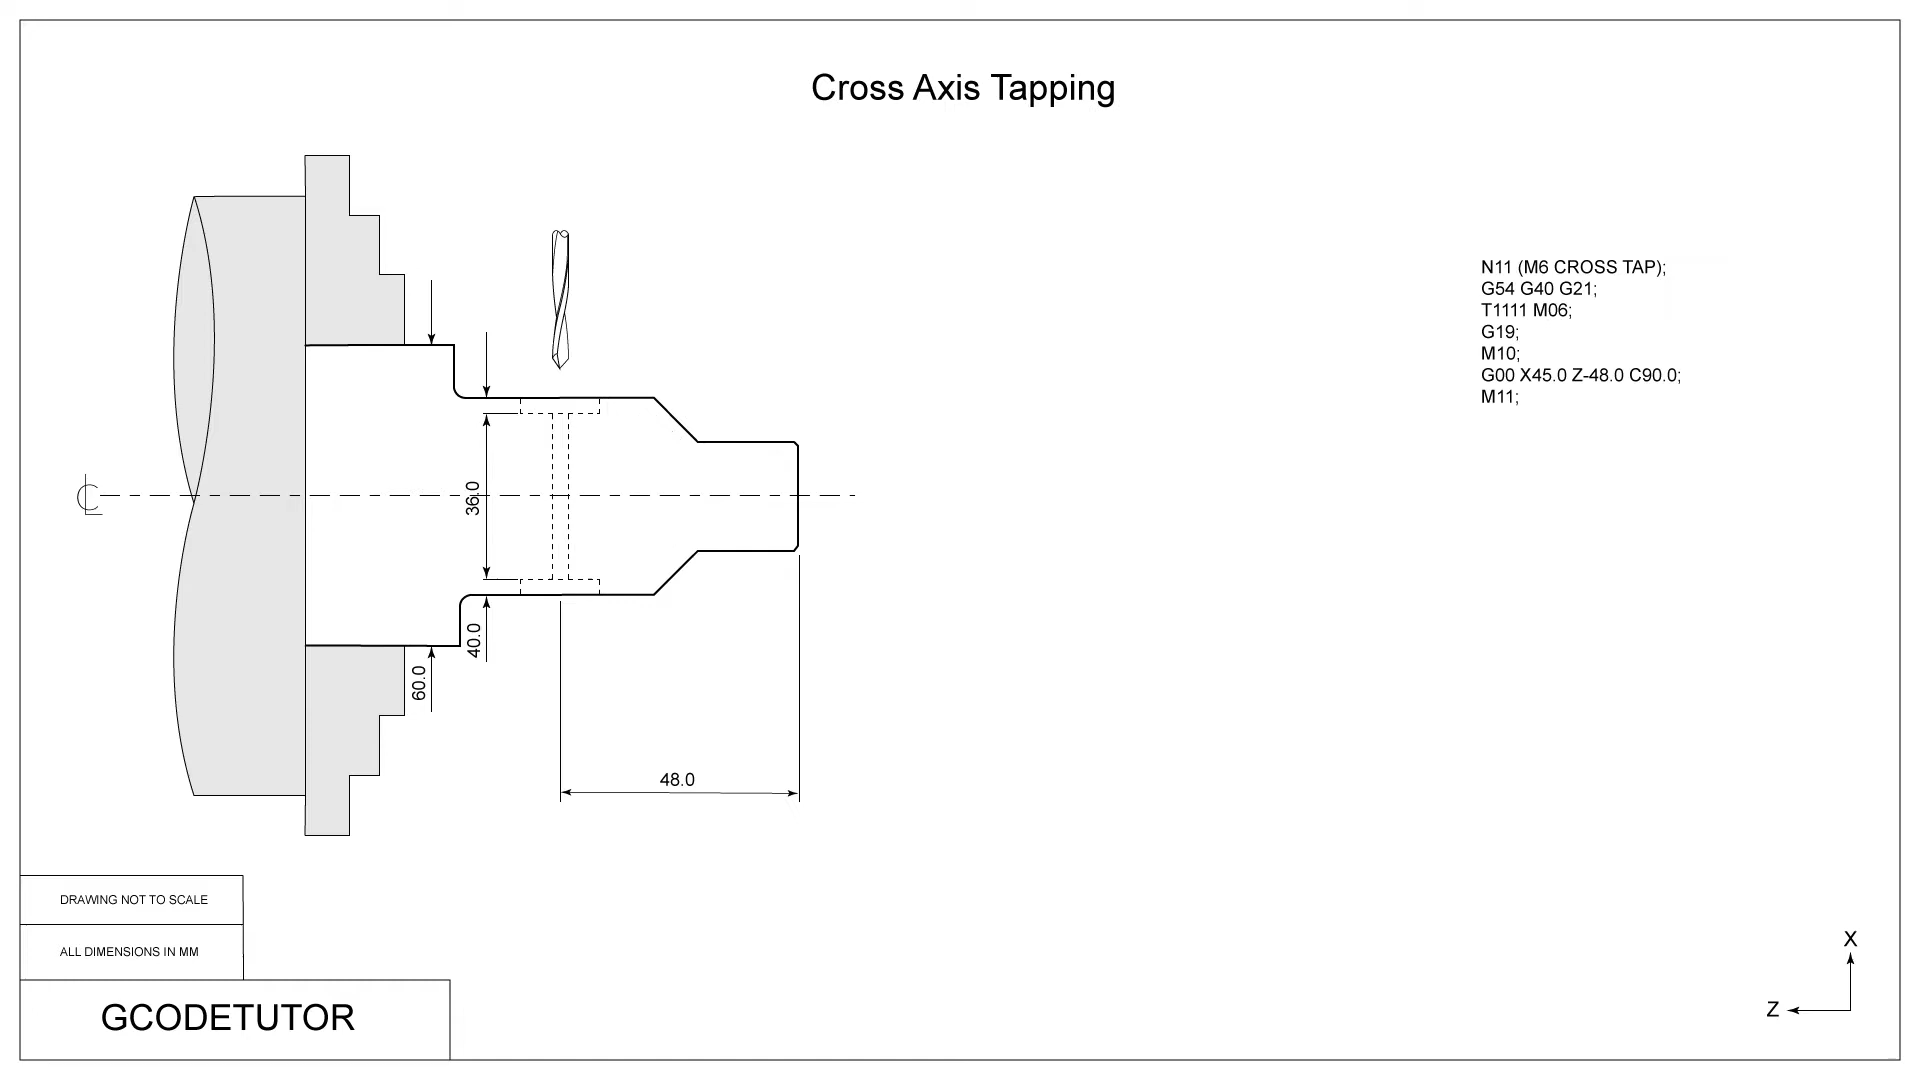 Cross Axis Tapping
N11 (M6 CROSS TAP);
G54 G40 G21;
T1111 M06;
G19;
M10;
G00 X45.0 Z-48.0 C90.0;
M11;
CL
36.0
40.0
60.0
48.0
DRAWING NOT TO SCALE
ALL DIMENSIONS IN MM
GCODETUTOR
X
Z